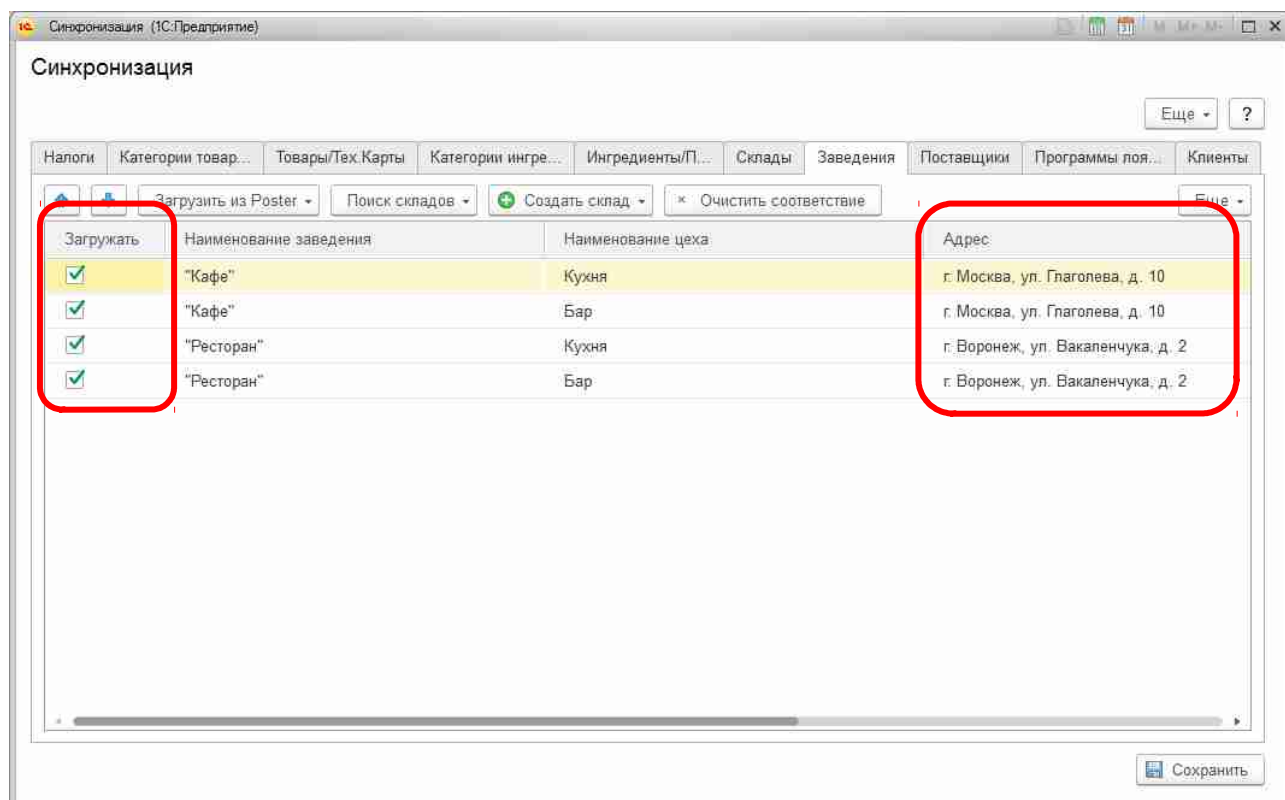 1С Синхронизация (1С:Предприятие) 31 M M+ M-
Синхронизация
Еще ?
Налоги Категории товар... Товары/Тех.Карты Категории ингре... Ингредиенты/П... Склады Заведения Поставщики Программы лоя... Клиенты
Загрузить из Poster Поиск складов Создать склад × Очистить соответствие Еще
Загружать Наименование заведения Наименование цеха Адрес
"Кафе" Кухня г. Москва, ул. Глаголева, д. 10
"Кафе" Бар г. Москва, ул. Глаголева, д. 10
"Ресторан" Кухня г. Воронеж, ул. Вакаленчука, д. 2
"Ресторан" Бар г. Воронеж, ул. Вакаленчука, д. 2
Сохранить